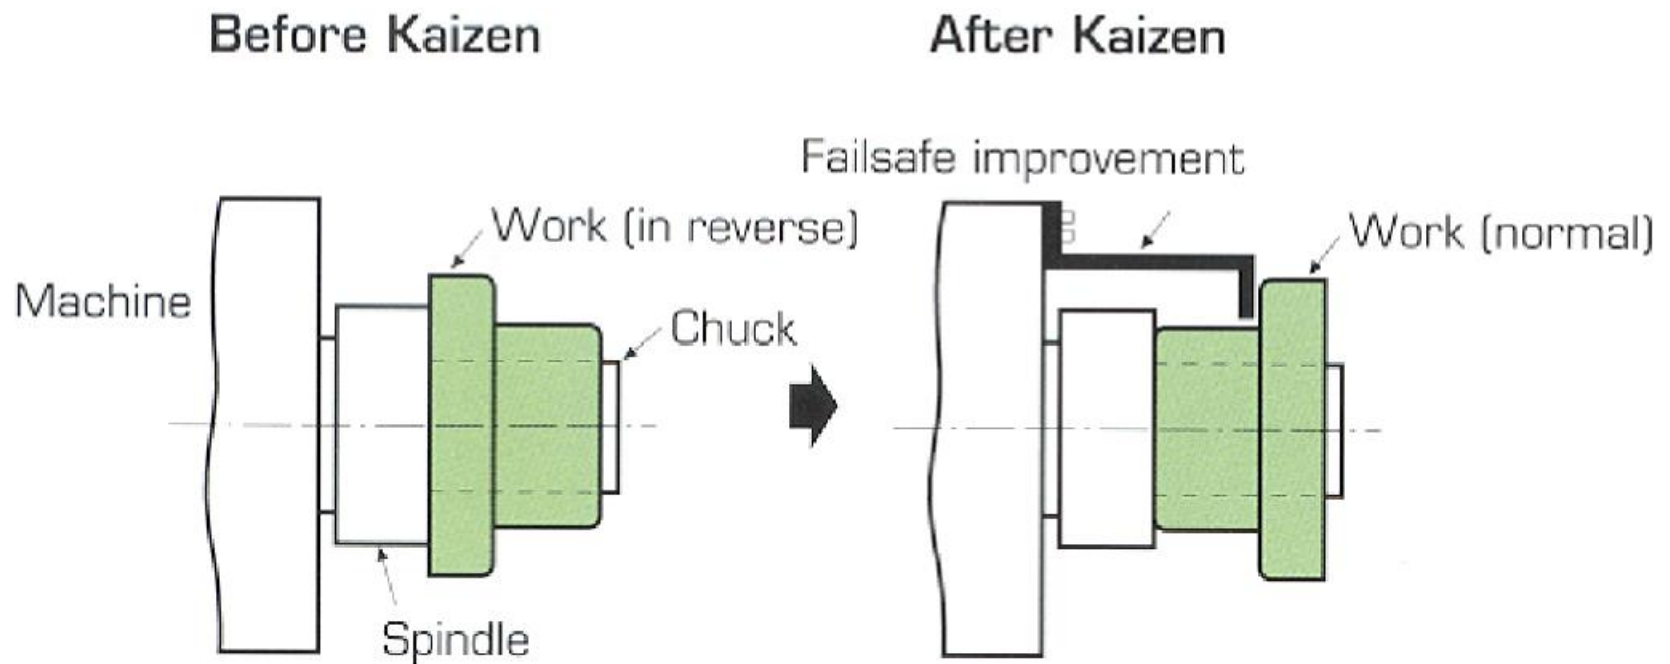 Before Kaizen
After Kaizen
Failsafe improvement
Work (in reverse)
Work (normal)
Machine
Chuck
Spindle